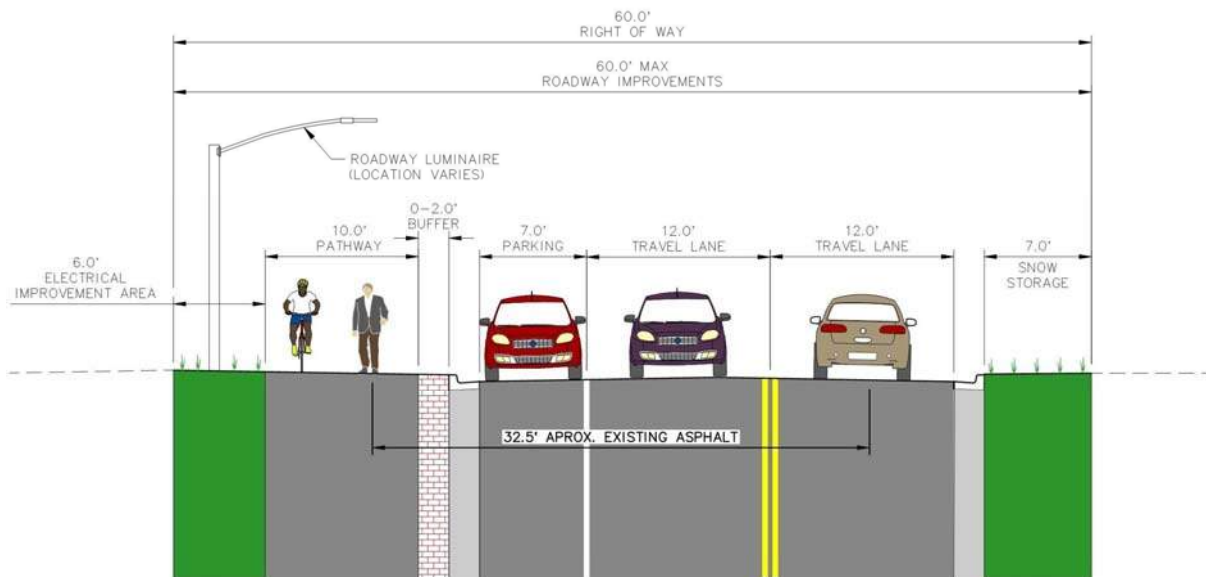 60.0'
RIGHT OF WAY
60.0' MAX
ROADWAY IMPROVEMENTS
ROADWAY LUMINAIRE
(LOCATION VARIES)
0-2.0'
BUFFER
10.0'
PATHWAY
7.0'
PARKING
12.0'
TRAVEL LANE
12.0'
TRAVEL LANE
7.0'
SNOW
STORAGE
6.0'
ELECTRICAL
IMPROVEMENT AREA
32.5' APROX. EXISTING ASPHALT